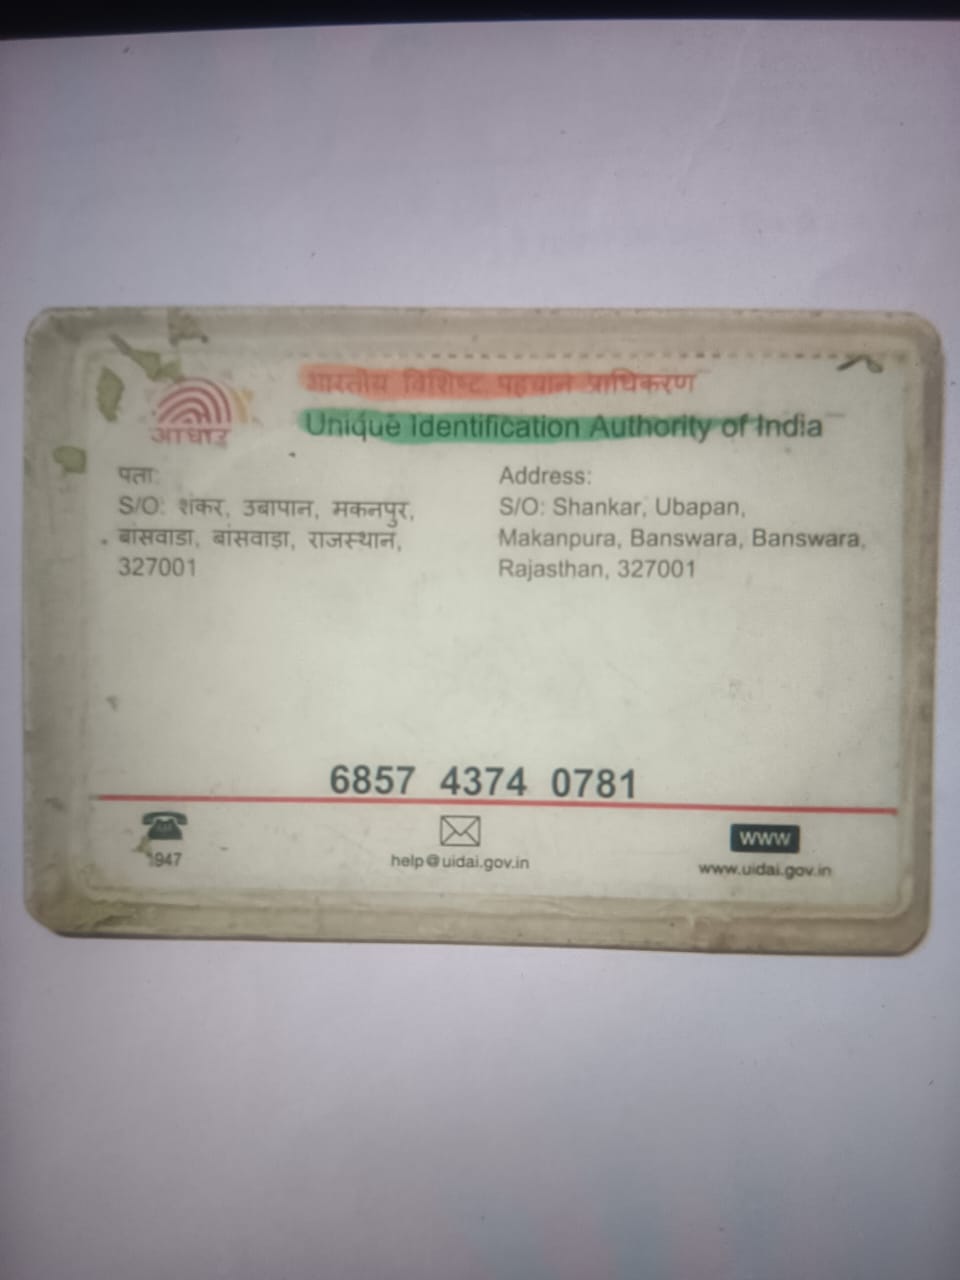 भारतीय विशिष्ट पहचान प्राधिकरण
Unique Identification Authority of India
आधार
पता:
S/O: शंकर, उबापान, मकनपुर,
बांसवाडा, बांसवाड़ा, राजस्थान,
327001
Address:
S/O: Shankar, Ubapan,
Makanpura, Banswara, Banswara,
Rajasthan, 327001
6857 4374 0781
1947
help@uidai.gov.in
www
www.uidai.gov.in